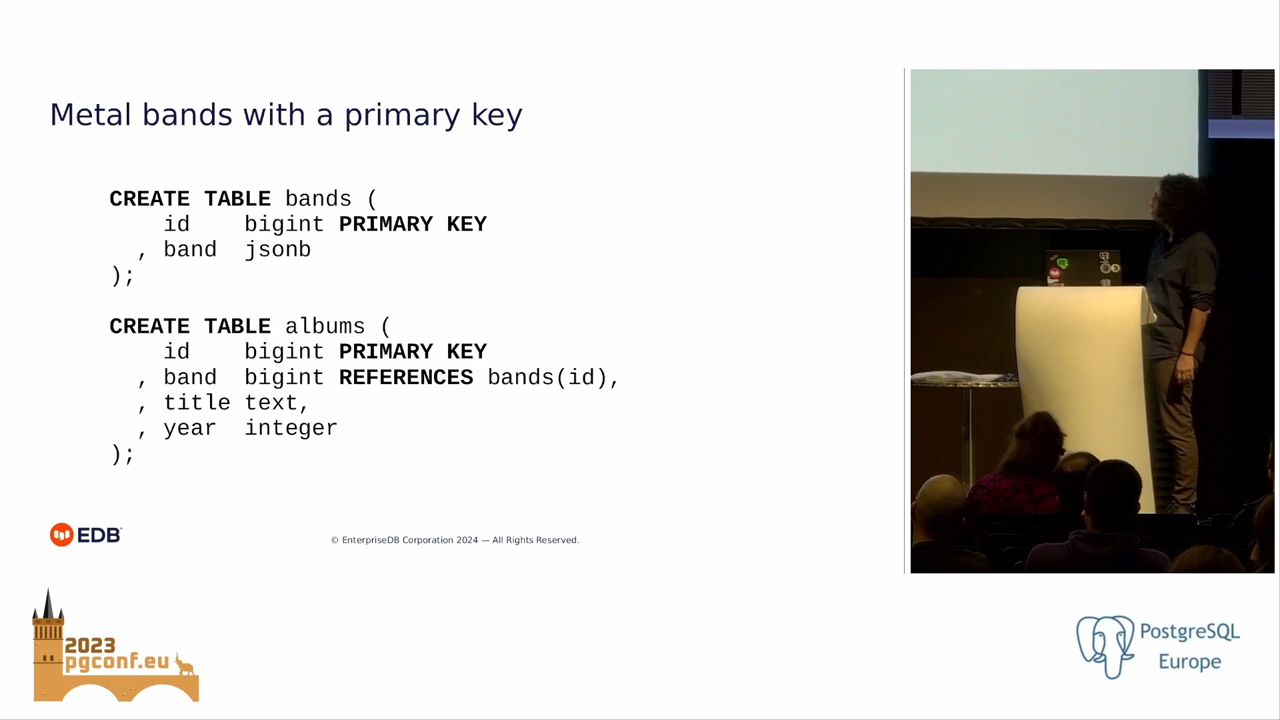 Metal bands with a primary key
CREATE TABLE bands (
    id    bigint PRIMARY KEY
  , band  jsonb
);
CREATE TABLE albums (
    id    bigint PRIMARY KEY
  , band  bigint REFERENCES bands(id),
  , title text,
  , year  integer
);
EDB
© EnterpriseDB Corporation 2024 — All Rights Reserved.
2023
pgconf.eu
PostgreSQL
Europe